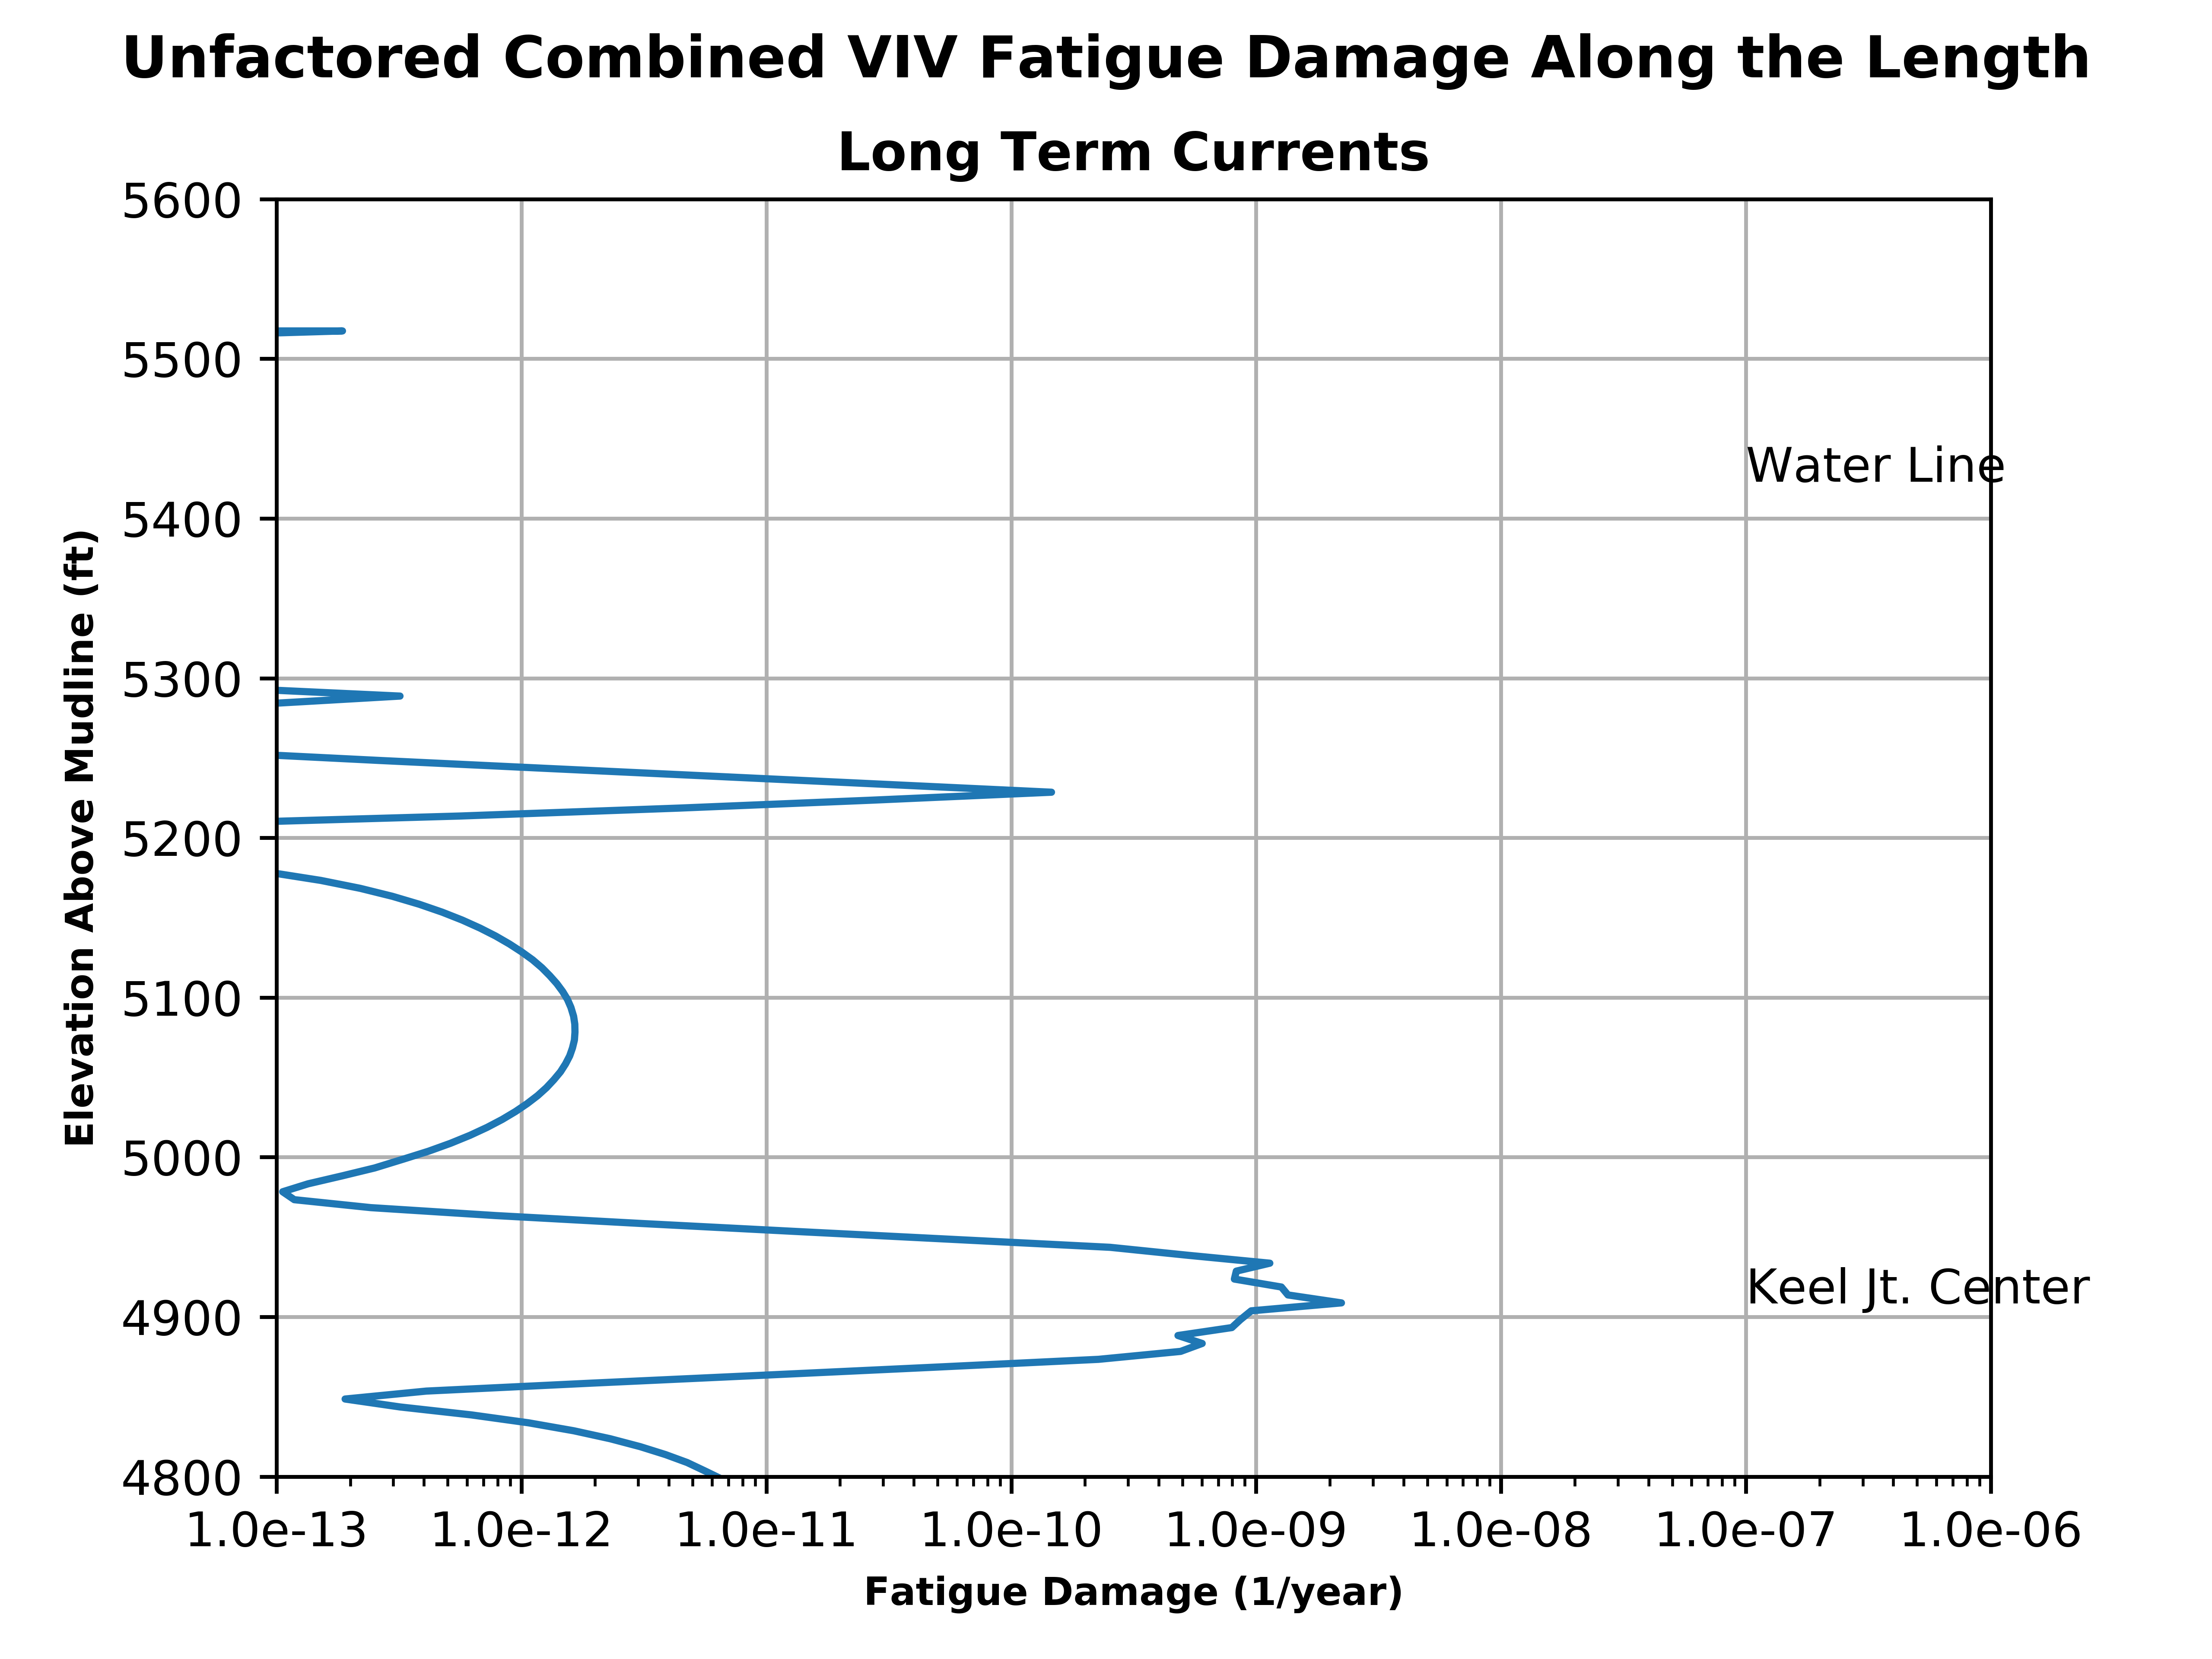 Unfactored Combined VIV Fatigue Damage Along the Length
Long Term Currents
5600
5500
Water Line
5400
5300
5200
5100
5000
Keel Jt. Center
4900
4800
Elevation Above Mudline (ft)
1.0e-13 1.0e-12 1.0e-11 1.0e-10 1.0e-09 1.0e-08 1.0e-07 1.0e-06
Fatigue Damage (1/year)